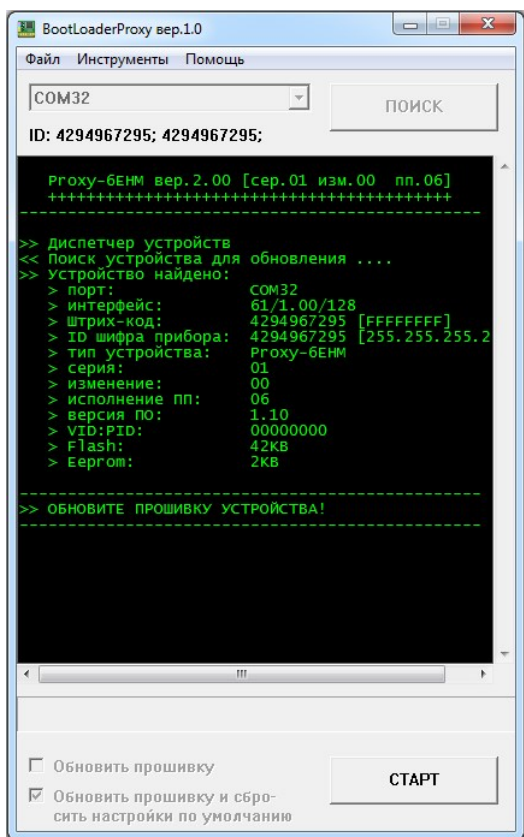 BootLoaderProxy вер.1.0
Файл Инструменты Помощь
COM32
ПОИСК
ID: 4294967295; 4294967295;
Proxy-6EHM вер.2.00 [сер.01 изм.00 пп.06]
+++++++++++++++++++++++++++++++++++++++++
-----------------------------------------------
>> Диспетчер устройств
<< Поиск устройства для обновления ....
>> Устройство найдено:
> порт: COM32
> интерфейс: 61/1.00/128
> Штрих-код: 4294967295 [FFFFFFFF]
> ID шифра прибора: 4294967295 [255.255.255.2
> тип устройства: Proxy-6EHM
> серия: 01
> изменение: 00
> исполнение ПП: 06
> версия ПО: 1.10
> VID:PID: 00000000
> Flash: 42KB
> Eeprom: 2KB
-----------------------------------------------
>> ОБНОВИТЕ ПРОШИВКУ УСТРОЙСТВА!
-----------------------------------------------
Обновить прошивку
СТАРТ
Обновить прошивку и сбро-
сить настройки по умолчанию